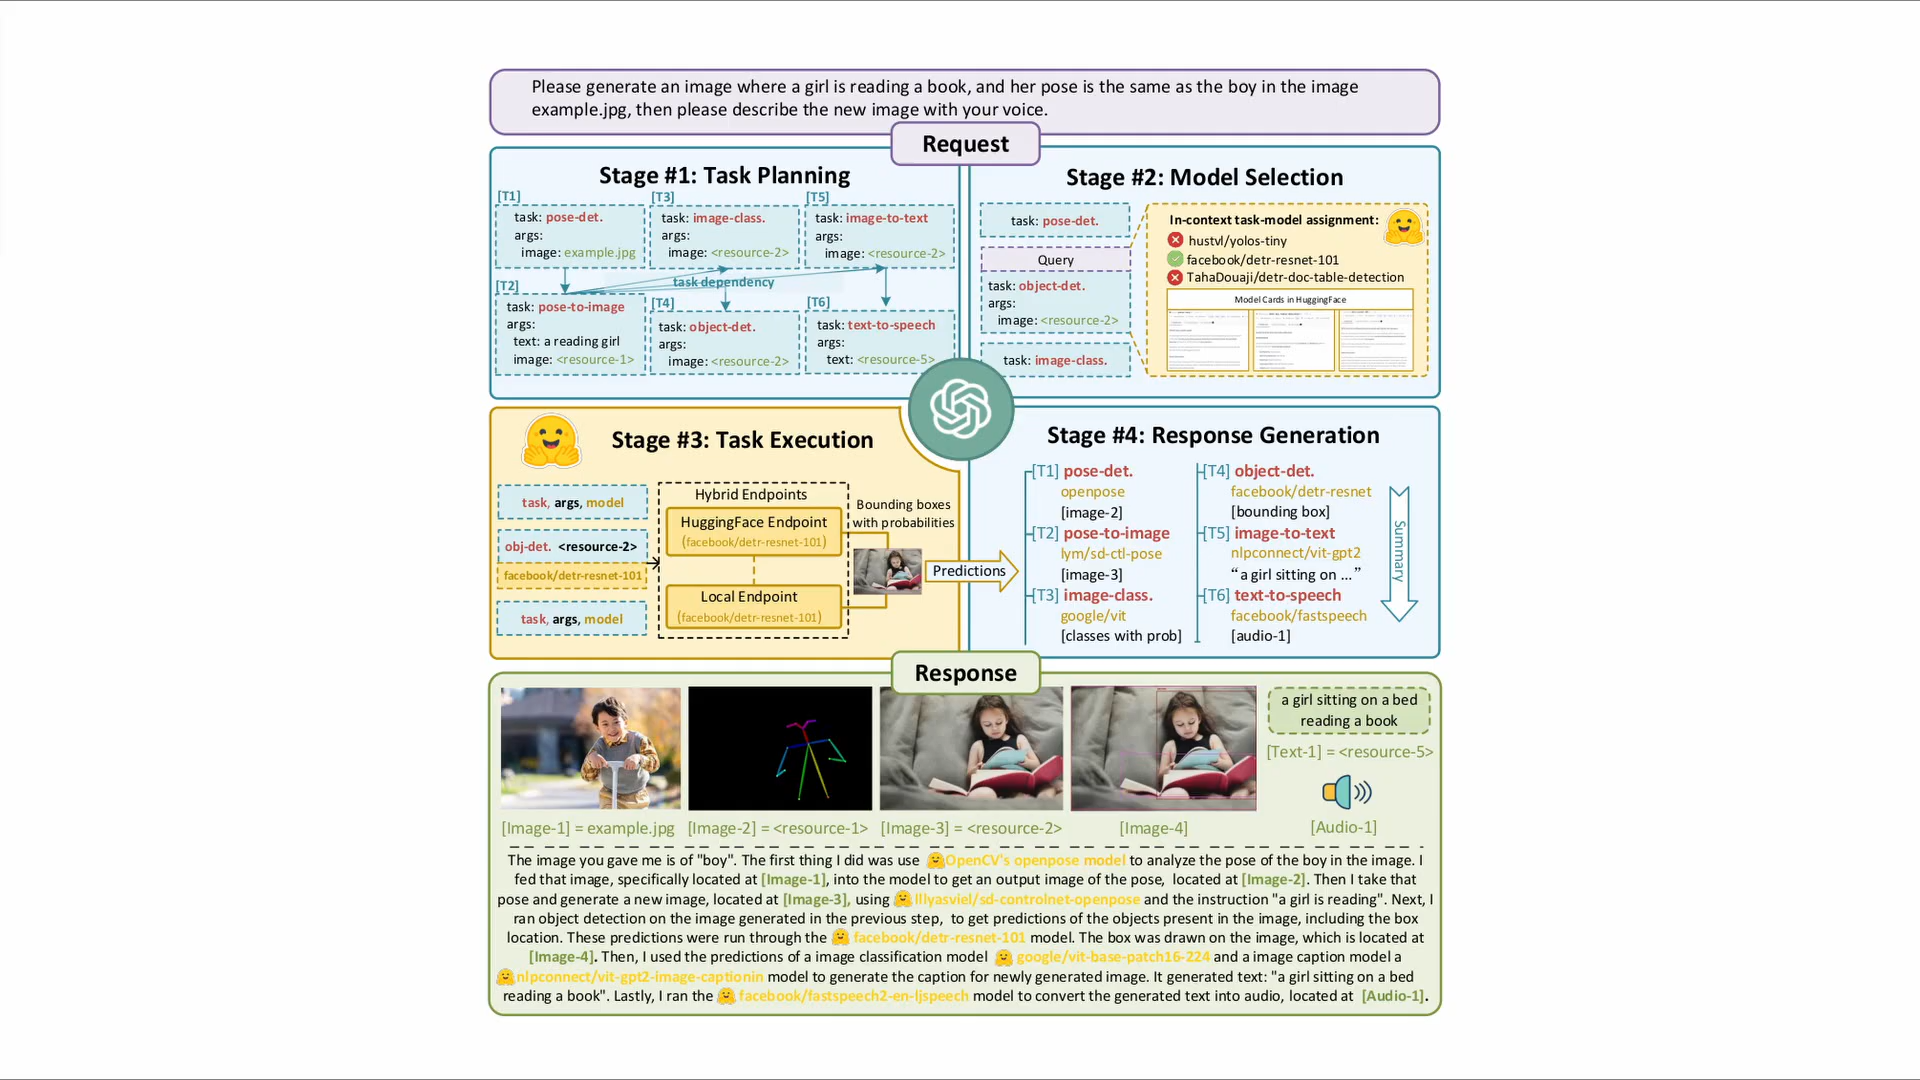 Please generate an image where a girl is reading a book, and her pose is the same as the boy in the image
example.jpg, then please describe the new image with your voice.
Request
Stage #1: Task Planning
[T1]
task: pose-det.
args:
image: example.jpg
[T3]
task: image-class.
args:
image: <resource-2>
[T5]
task: image-to-text
args:
image: <resource-2>
task dependency
[T2]
task: pose-to-image
args:
text: a reading girl
image: <resource-1>
[T4]
task: object-det.
args:
image: <resource-2>
[T6]
task: text-to-speech
args:
text: <resource-5>
Stage #2: Model Selection
task: pose-det.
Query
task: object-det.
args:
image: <resource-2>
task: image-class.
In-context task-model assignment:
hustvl/yolos-tiny
facebook/detr-resnet-101
TahaDouaji/detr-doc-table-detection
Model Cards in HuggingFace
Stage #3: Task Execution
task, args, model
obj-det. <resource-2>
facebook/detr-resnet-101
task, args, model
Hybrid Endpoints
HuggingFace Endpoint
(facebook/detr-resnet-101)
Local Endpoint
(facebook/detr-resnet-101)
Bounding boxes
with probabilities
Predictions
Stage #4: Response Generation
[T1] pose-det.
openpose
[image-2]
[T2] pose-to-image
lym/sd-ctl-pose
[image-3]
[T3] image-class.
google/vit
[classes with prob]
[T4] object-det.
facebook/detr-resnet
[bounding box]
[T5] image-to-text
nlpconnect/vit-gpt2
“a girl sitting on ...”
[T6] text-to-speech
facebook/fastspeech
[audio-1]
Summary
Response
a girl sitting on a bed
reading a book
[Text-1] = <resource-5>
[Image-1] = example.jpg
[Image-2] = <resource-1>
[Image-3] = <resource-2>
[Image-4]
[Audio-1]
The image you gave me is of "boy". The first thing I did was use OpenCV's openpose model to analyze the pose of the boy in the image. I
fed that image, specifically located at [Image-1], into the model to get an output image of the pose, located at [Image-2]. Then I take that
pose and generate a new image, located at [Image-3], using lllyasviel/sd-controlnet-openpose and the instruction "a girl is reading". Next, I
ran object detection on the image generated in the previous step, to get predictions of the objects present in the image, including the box
location. These predictions were run through the facebook/detr-resnet-101 model. The box was drawn on the image, which is located at
[Image-4]. Then, I used the predictions of a image classification model google/vit-base-patch16-224 and a image caption model a
nlpconnect/vit-gpt2-image-captionin model to generate the caption for newly generated image. It generated text: "a girl sitting on a bed
reading a book". Lastly, I ran the facebook/fastspeech2-en-ljspeech model to convert the generated text into audio, located at [Audio-1].